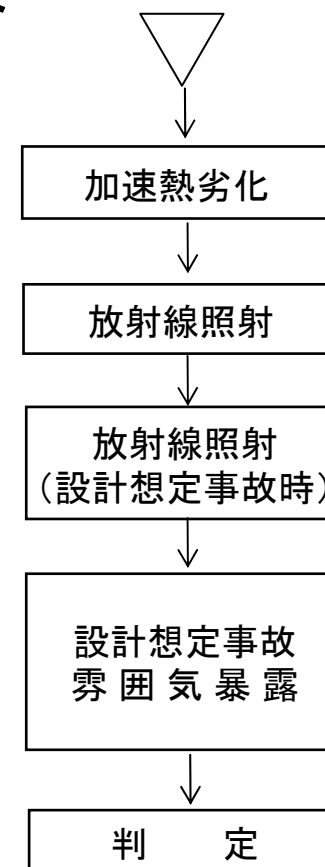 加速熱劣化
放射線照射
放射線照射
（設計想定事故時）
設計想定事故
雰 囲 気 暴 露
判　　定